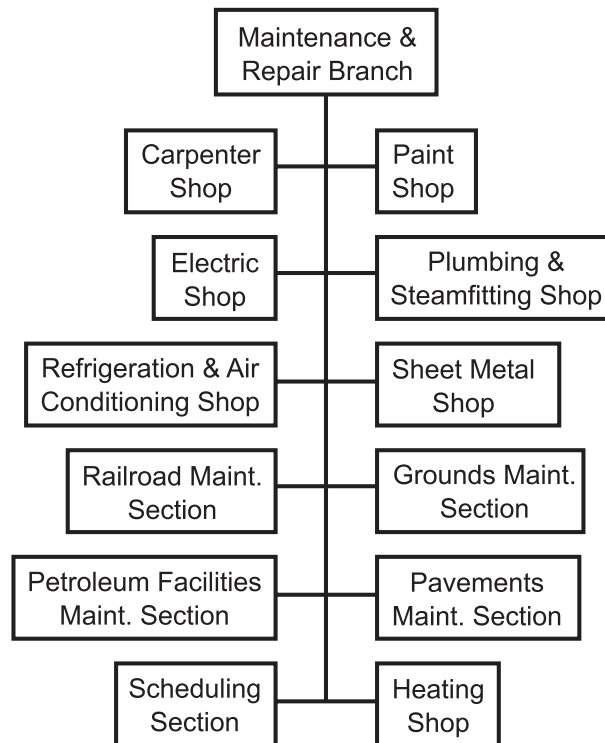 Maintenance &
Repair Branch
Carpenter
Shop
Paint
Shop
Electric
Shop
Plumbing &
Steamfitting Shop
Refrigeration & Air
Conditioning Shop
Sheet Metal
Shop
Railroad Maint.
Section
Grounds Maint.
Section
Petroleum Facilities
Maint. Section
Pavements
Maint. Section
Scheduling
Section
Heating
Shop